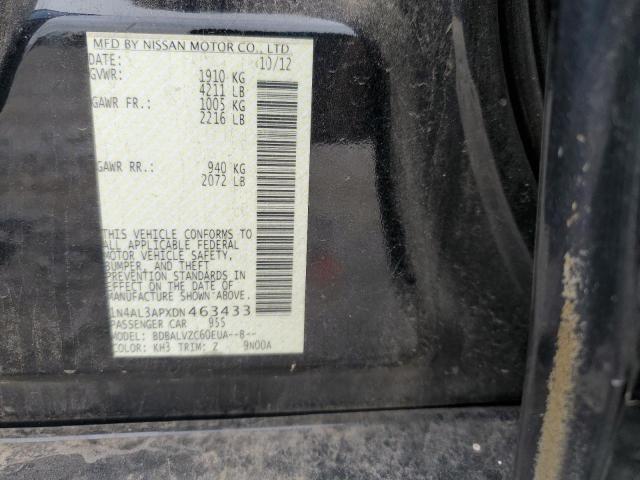 MFD BY NISSAN MOTOR CO., LTD
DATE: 10/12
GVWR: 1910 KG
4211 LB
GAWR FR.: 1005 KG
2216 LB
GAWR RR.: 940 KG
2072 LB
THIS VEHICLE CONFORMS TO
ALL APPLICABLE FEDERAL
MOTOR VEHICLE SAFETY,
BUMPER, AND THEFT
PREVENTION STANDARDS IN
EFFECT ON THE DATE OF
MANUFACTURE SHOWN ABOVE.
1N4AL3APXDN463433
PASSENGER CAR 955
MODEL: BDBALVZC60EUA--B--
COLOR: KH3 TRIM: Z 9N00A